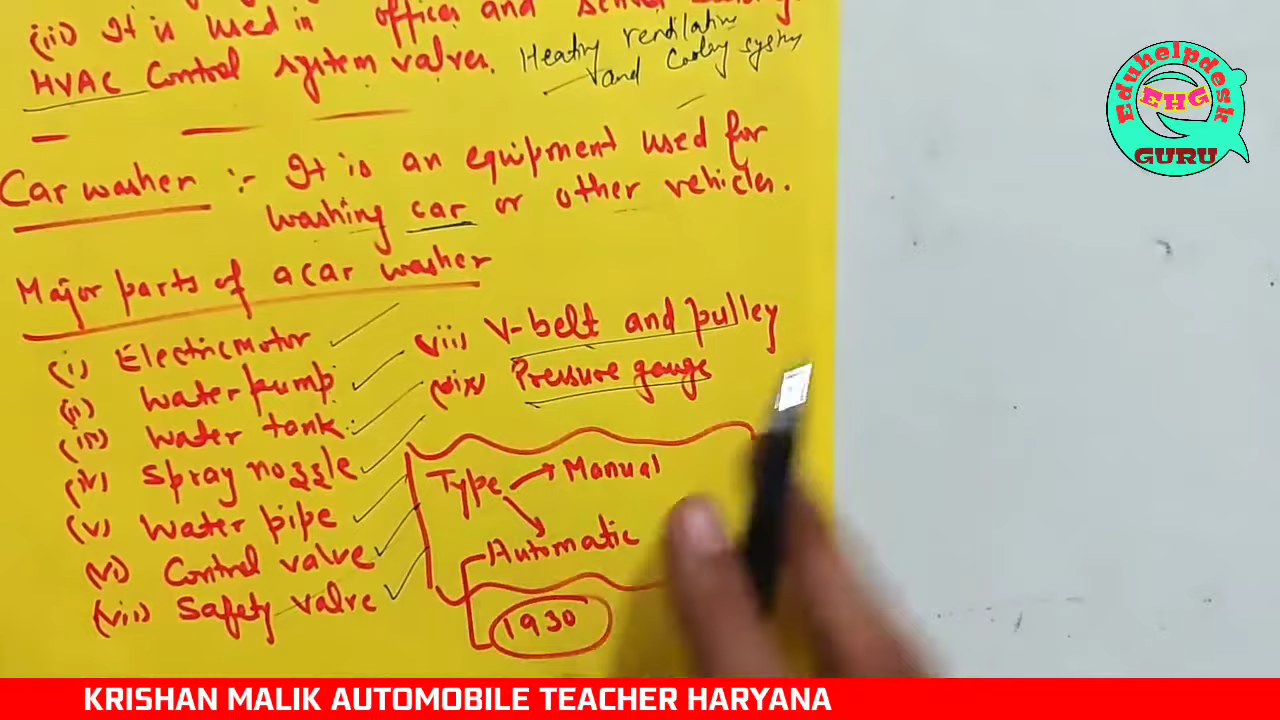 (iii) It is used in offices and school
HVAC Control system valves. Heating ventilation
and Cooling system
Car washer :- It is an equipment used for
washing car or other vehicles.
Major parts of a car washer
(i) Electric motor
(ii) water pump
(iii) water tank
(iv) Spray nozzle
(v) Water pipe
(vi) Control valve
(vii) Safety valve
(viii) V-belt and pulley
(vix) Pressure gauge
Type Manual
Automatic
1930
Eduhelpdesk
EHG
GURU
KRISHAN MALIK AUTOMOBILE TEACHER HARYANA